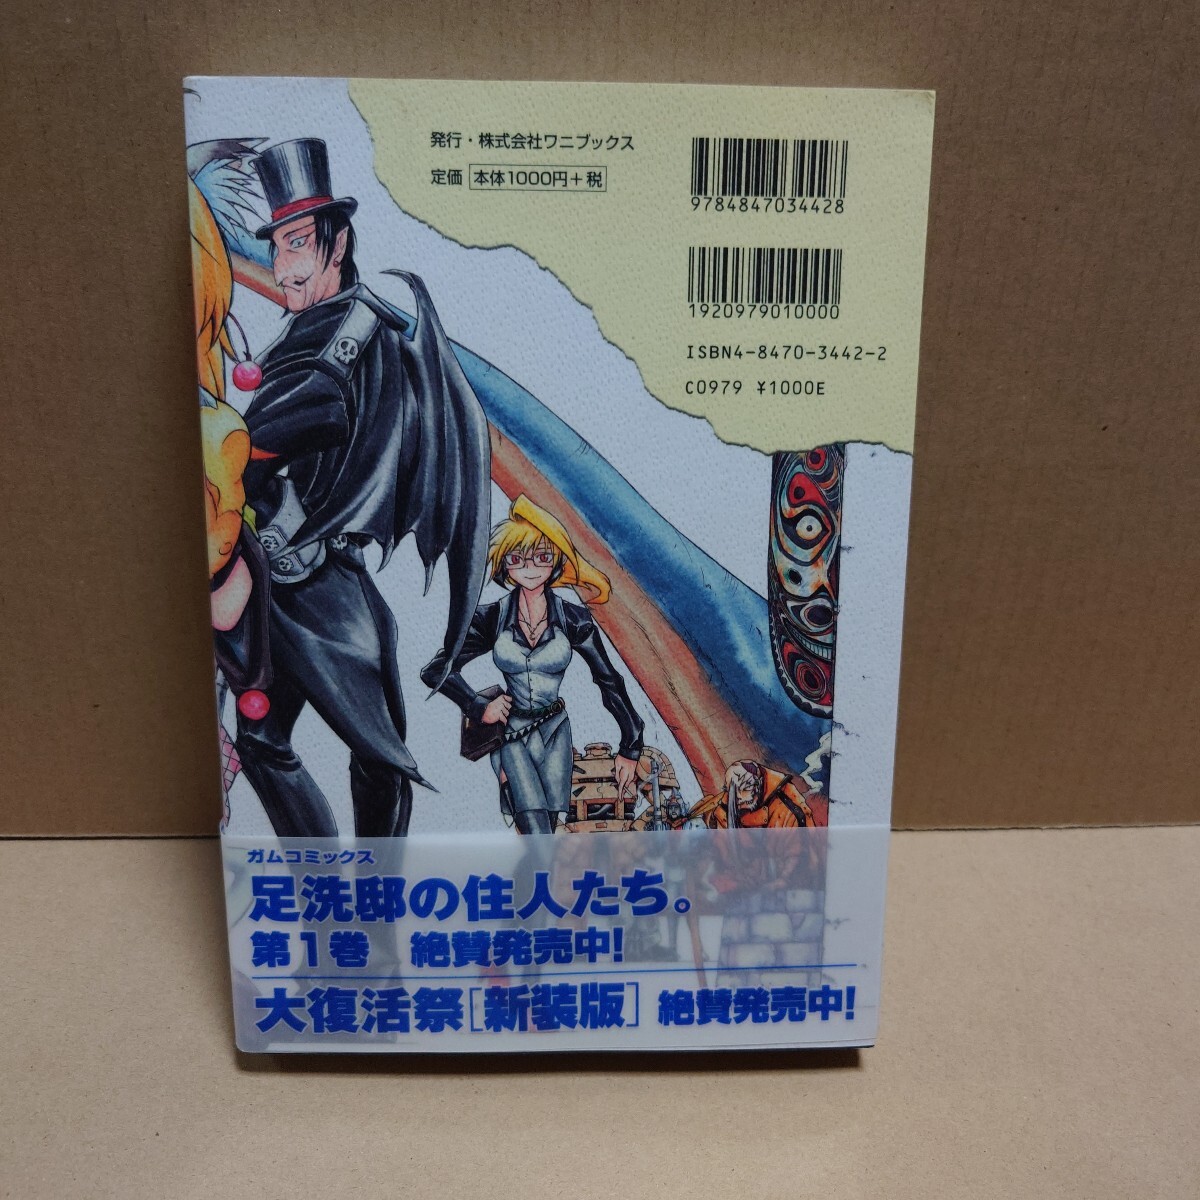 発行・株式会社ワニブックス
定価 本体1000円＋税
9784847034428
1920979010000
ISBN4-8470-3442-2
C0979 ¥1000E
ガムコミックス
足洗邸の住人たち。
第1巻 絶賛発売中!
大復活祭[新装版] 絶賛発売中!